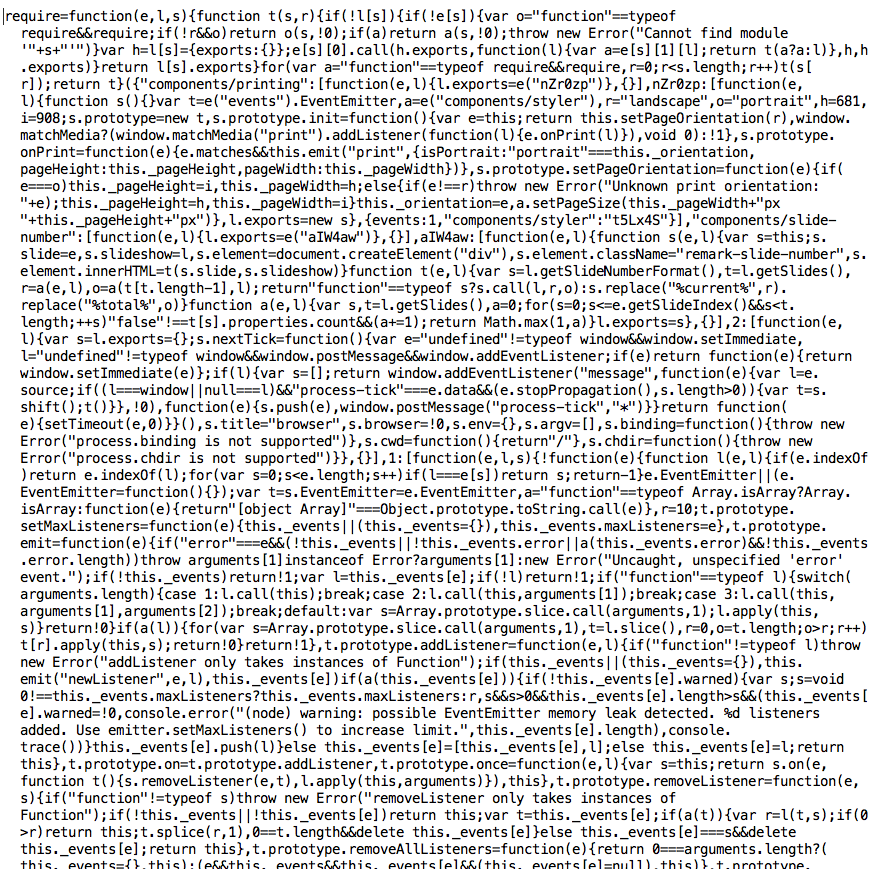 require=function(e,l,s){function t(s,r){if(!l[s]){if(!e[s]){var o="function"==typeof
require&&require;if(!r&&o)return o(s,!0);if(a)return a(s,!0);throw new Error("Cannot find module
'"+s+"'")}var h=l[s]={exports:{}};e[s][0].call(h.exports,function(l){var a=e[s][1][l];return t(a?a:l)},h,h
.exports)}return l[s].exports}for(var a="function"==typeof require&&require,r=0;r<s.length;r++)t(s[
r]);return t}({"components/printing":[function(e,l){l.exports=e("nZr0zp")},{}],nZr0zp:[function(e,
l){function s(){}var t=e("events").EventEmitter,a=e("components/styler"),r="landscape",o="portrait",h=681,
i=908;s.prototype=new t,s.prototype.init=function(){var e=this;return this.setPageOrientation(r),window.
matchMedia?(window.matchMedia("print").addListener(function(l){e.onPrint(l)}),void 0):!1},s.prototype.
onPrint=function(e){e.matches&&this.emit("print",{isPortrait:"portrait"===this._orientation,
pageHeight:this._pageHeight,pageWidth:this._pageWidth})},s.prototype.setPageOrientation=function(e){if(
e===o)this._pageHeight=i,this._pageWidth=h;else{if(e!==r)throw new Error("Unknown print orientation:
"+e);this._pageHeight=h,this._pageWidth=i}this._orientation=e,a.setPageSize(this._pageWidth+"px
"+this._pageHeight+"px")},l.exports=new s},{events:1,"components/styler":"t5Lx4S"}],"components/slide-
number":[function(e,l){l.exports=e("aIW4aw")},{}],aIW4aw:[function(e,l){function s(e,l){var s=this;s.
slide=e,s.slideshow=l,s.element=document.createElement("div"),s.element.className="remark-slide-number",s.
element.innerHTML=t(s.slide,s.slideshow)}function t(e,l){var s=l.getSlideNumberFormat(),t=l.getSlides(),
r=a(e,l),o=a(t[t.length-1],l);return"function"==typeof s?s.call(l,r,o):s.replace("%current%",r).
replace("%total%",o)}function a(e,l){var s,t=l.getSlides(),a=0;for(s=0;s<=e.getSlideIndex()&&s<t.
length;++s)"false"!==t[s].properties.count&&(a+=1);return Math.max(1,a)}l.exports=s},{}],2:[function(e,
l){var s=l.exports={};s.nextTick=function(){var e="undefined"!=typeof window&&window.setImmediate,
l="undefined"!=typeof window&&window.postMessage&&window.addEventListener;if(e)return function(e){return
window.setImmediate(e)};if(l){var s=[];return window.addEventListener("message",function(e){var l=e.
source;if((l===window||null===l)&&"process-tick"===e.data&&(e.stopPropagation(),s.length>0)){var t=s.
shift();t()}},!0),function(e){s.push(e),window.postMessage("process-tick","*")}}return function(
e){setTimeout(e,0)}}(),s.title="browser",s.browser=!0,s.env={},s.argv=[],s.binding=function(){throw new
Error("process.binding is not supported")},s.cwd=function(){return"/"},s.chdir=function(){throw new
Error("process.chdir is not supported")}},{}],1:[function(e,l,s){!function(e){function l(e,l){if(e.indexOf
)return e.indexOf(l);for(var s=0;s<e.length;s++)if(l===e[s])return s;return-1}e.EventEmitter||(e.
EventEmitter=function(){});var t=s.EventEmitter=e.EventEmitter,a="function"==typeof Array.isArray?Array.
isArray:function(e){return"[object Array]"===Object.prototype.toString.call(e)},r=10;t.prototype.
setMaxListeners=function(e){this._events||(this._events={}),this._events.maxListeners=e},t.prototype.
emit=function(e){if("error"===e&&(!this._events||!this._events.error||a(this._events.error)&&!this._events
.error.length))throw arguments[1]instanceof Error?arguments[1]:new Error("Uncaught, unspecified 'error'
event.");if(!this._events)return!1;var l=this._events[e];if(!l)return!1;if("function"==typeof l){switch(
arguments.length){case 1:l.call(this);break;case 2:l.call(this,arguments[1]);break;case 3:l.call(this,
arguments[1],arguments[2]);break;default:var s=Array.prototype.slice.call(arguments,1);l.apply(this,
s)}return!0}if(a(l)){for(var s=Array.prototype.slice.call(arguments,1),t=l.slice(),r=0,o=t.length;o>r;r++)
t[r].apply(this,s);return!0}return!1},t.prototype.addListener=function(e,l){if("function"!=typeof l)throw
new Error("addListener only takes instances of Function");if(this._events||(this._events={}),this.
emit("newListener",e,l),this._events[e])if(a(this._events[e])){if(!this._events[e].warned){var s;s=void
0!==this._events.maxListeners?this._events.maxListeners:r,s&&s>0&&this._events[e].length>s&&(this._events[
e].warned=!0,console.error("(node) warning: possible EventEmitter memory leak detected. %d listeners
added. Use emitter.setMaxListeners() to increase limit.",this._events[e].length),console.
trace())}this._events[e].push(l)}else this._events[e]=[this._events[e],l];else this._events[e]=l;return
this},t.prototype.on=t.prototype.addListener,t.prototype.once=function(e,l){var s=this;return s.on(e,
function t(){s.removeListener(e,t),l.apply(this,arguments)}),this},t.prototype.removeListener=function(e,
s){if("function"!=typeof s)throw new Error("removeListener only takes instances of
Function");if(!this._events||!this._events[e])return this;var t=this._events[e];if(a(t)){var r=l(t,s);if(0
>r)return this;t.splice(r,1),0==t.length&&delete this._events[e]}else this._events[e]===s&&delete
this._events[e];return this},t.prototype.removeAllListeners=function(e){return 0===arguments.length?(
this._events={},this):(e&&this._events&&this._events[e]&&(this._events[e]=null),this)},t.prototype.